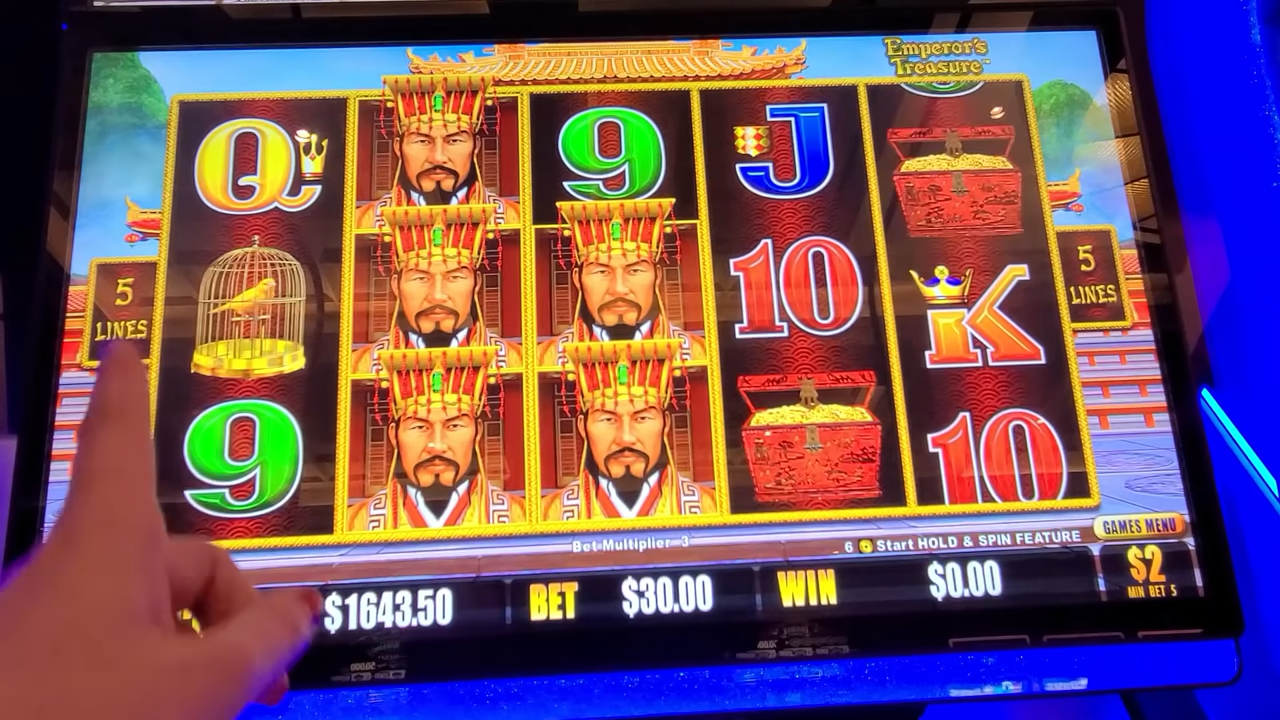 Emperor's
Treasure™
Q
9
J
5
LINES
10
K
5
LINES
9
10
Bet Multiplier 3
6 Start HOLD & SPIN FEATURE
GAMES MENU
$1643.50
BET $30.00
WIN $0.00
$2
MIN BET 5